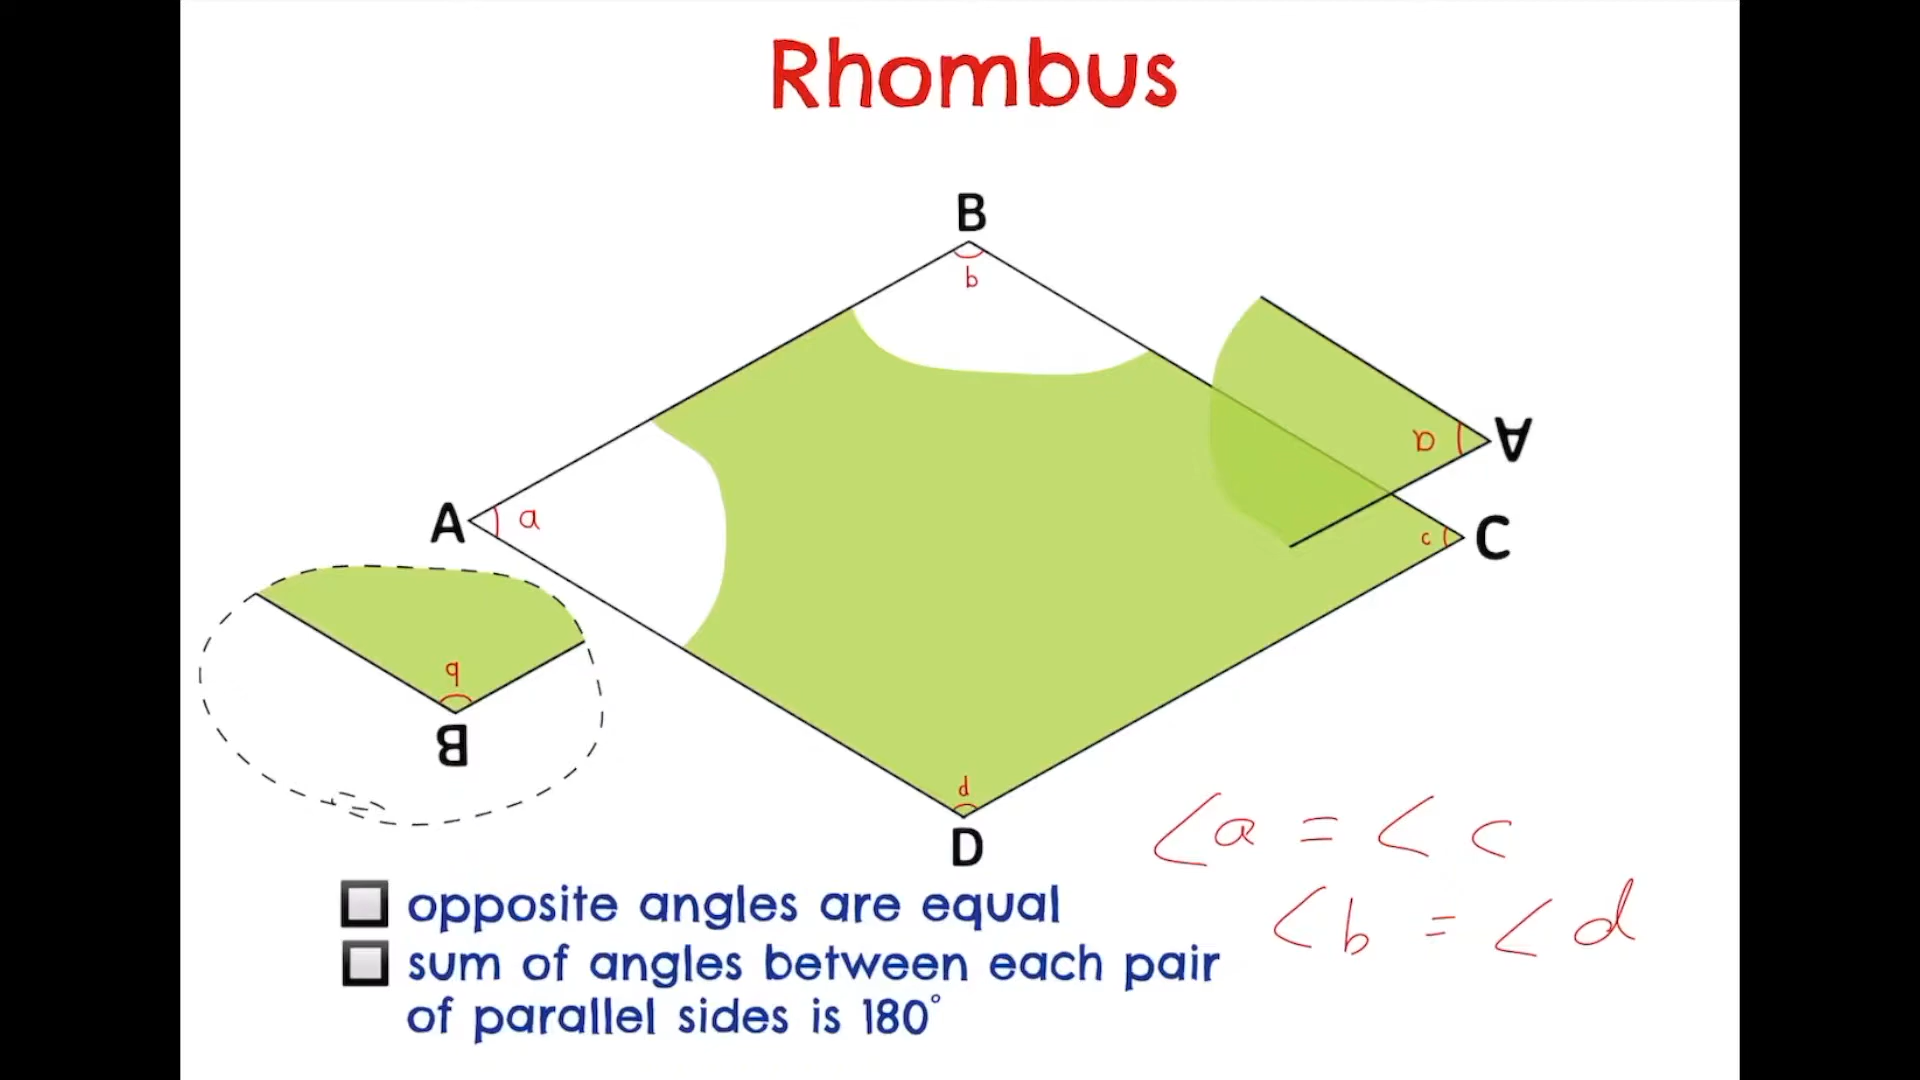 Rhombus
B
b
A
a
A
a
C
c
b
B
d
D
∠a = ∠c
∠b = ∠d
opposite angles are equal
sum of angles between each pair
of parallel sides is 180°